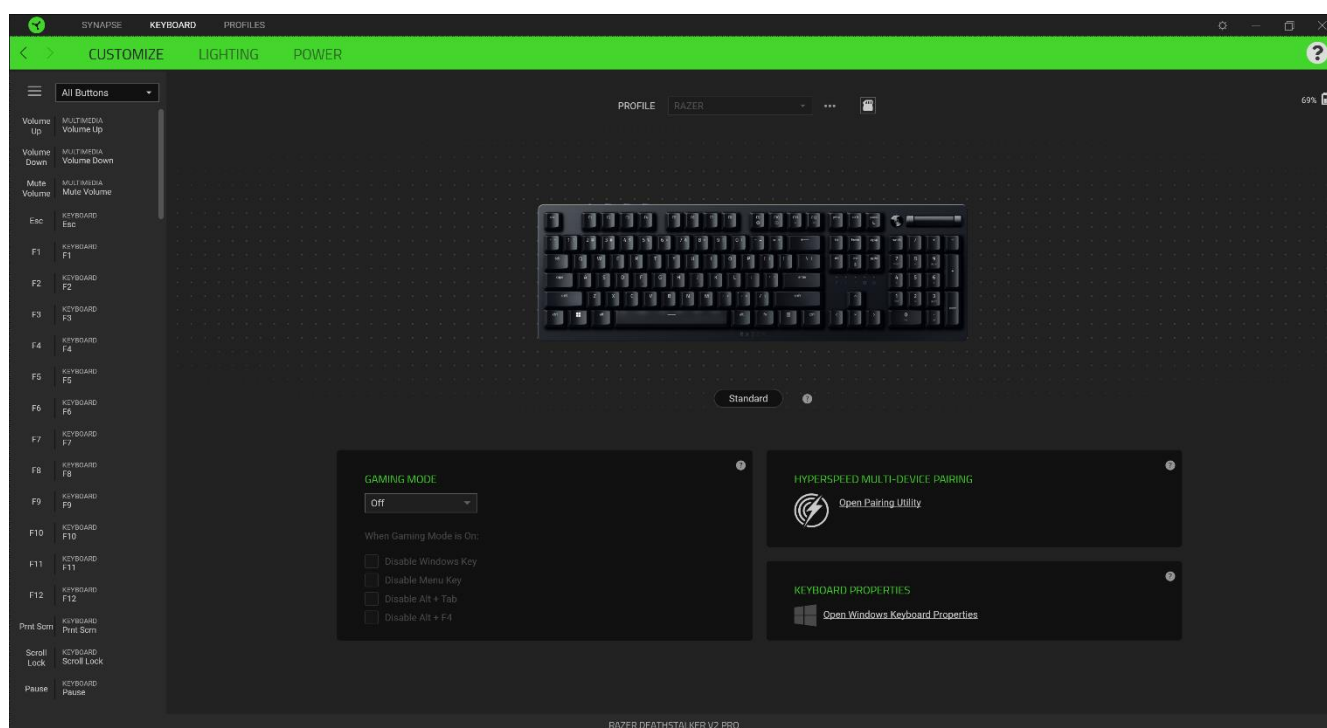 SYNAPSE KEYBOARD PROFILES
CUSTOMIZE LIGHTING POWER
?
All Buttons
PROFILE RAZER
69%
Volume Up MULTIMEDIA Volume Up
Volume Down MULTIMEDIA Volume Down
Mute Volume MULTIMEDIA Mute Volume
Esc KEYBOARD Esc
F1 KEYBOARD F1
F2 KEYBOARD F2
F3 KEYBOARD F3
F4 KEYBOARD F4
F5 KEYBOARD F5
F6 KEYBOARD F6
F7 KEYBOARD F7
F8 KEYBOARD F8
F9 KEYBOARD F9
F10 KEYBOARD F10
F11 KEYBOARD F11
F12 KEYBOARD F12
Prnt Scrn KEYBOARD Prnt Scrn
Scroll Lock KEYBOARD Scroll Lock
Pause KEYBOARD Pause
Standard ?
GAMING MODE ?
Off
When Gaming Mode is On:
Disable Windows Key
Disable Menu Key
Disable Alt + Tab
Disable Alt + F4
HYPERSPEED MULTI-DEVICE PAIRING ?
Open Pairing Utility
KEYBOARD PROPERTIES ?
Open Windows Keyboard Properties
RAZER DEATHSTALKER V2 PRO